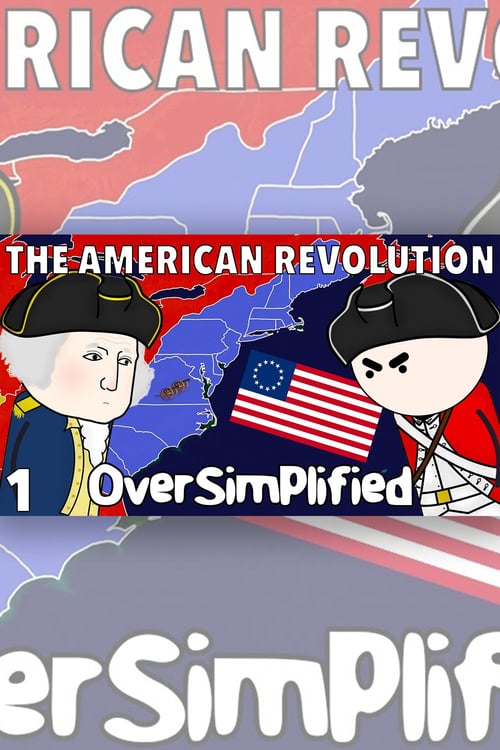 RICAN REV
THE AMERICAN REVOLUTION
1
OverSimplified
erSimplif